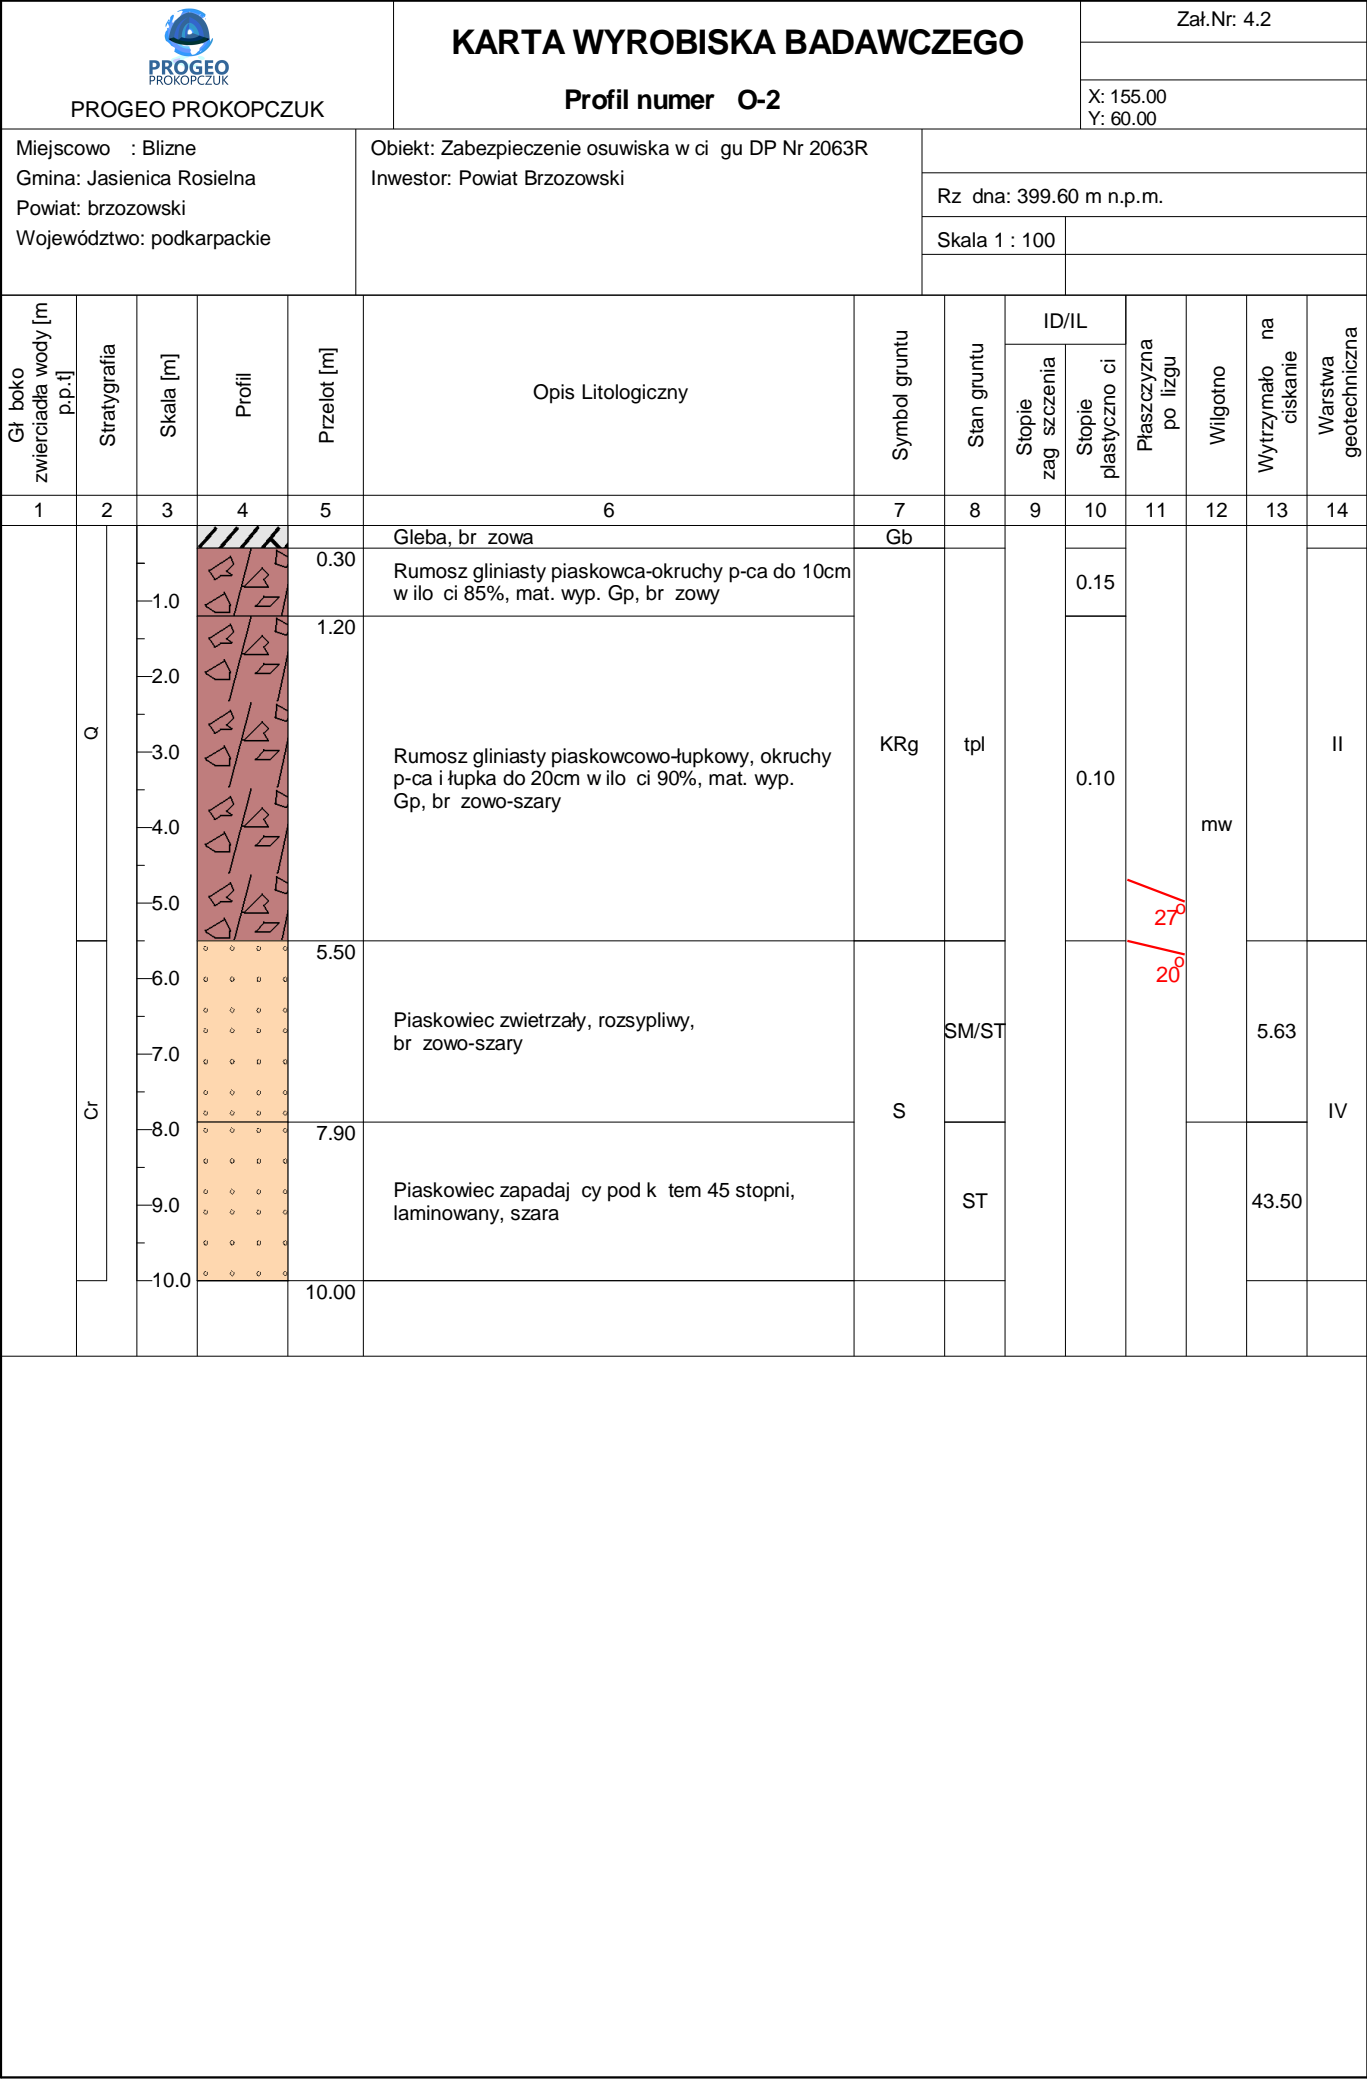 PROGEO
PROKOPCZUK
PROGEO PROKOPCZUK
KARTA WYROBISKA BADAWCZEGO
Profil numer O-2
Zał.Nr: 4.2
X: 155.00
Y: 60.00
Miejscowo : Blizne
Gmina: Jasienica Rosielna
Powiat: brzozowski
Województwo: podkarpackie
Obiekt: Zabezpieczenie osuwiska w ci gu DP Nr 2063R
Inwestor: Powiat Brzozowski
Rz dna: 399.60 m n.p.m.
Skala 1 : 100
Gł boko
zwierciadła wody [m
p.p.t]
Stratygrafia
Skala [m]
Profil
Przelot [m]
Opis Litologiczny
Symbol gruntu
Stan gruntu
ID/IL
Stopie
zag szczenia
Stopie
plastyczno ci
Płaszczyzna
po lizgu
Wilgotno
Wytrzymało na
ciskanie
Warstwa
geotechniczna
1 2 3 4 5 6 7 8 9 10 11 12 13 14
Gleba, br zowa
Gb
0.30
Rumosz gliniasty piaskowca-okruchy p-ca do 10cm
w ilo ci 85%, mat. wyp. Gp, br zowy
0.15
1.0
1.20
2.0
Q
3.0
Rumosz gliniasty piaskowcowo-łupkowy, okruchy
p-ca i łupka do 20cm w ilo ci 90%, mat. wyp.
Gp, br zowo-szary
KRg
tpl
0.10
II
4.0
mw
5.0
27°
5.50
20°
6.0
Piaskowiec zwietrzały, rozsypliwy,
br zowo-szary
SM/ST
5.63
7.0
Cr
S
IV
8.0
7.90
Piaskowiec zapadaj cy pod k tem 45 stopni,
laminowany, szara
9.0
ST
43.50
10.0
10.00